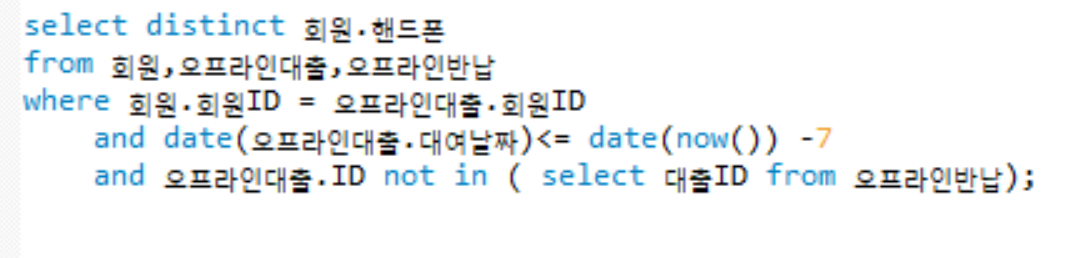 select distinct 회원.핸드폰
from 회원,오프라인대출,오프라인반납
where 회원.회원ID = 오프라인대출.회원ID
and date(오프라인대출.대여날짜)<= date(now()) -7
and 오프라인대출.ID not in ( select 대출ID from 오프라인반납);